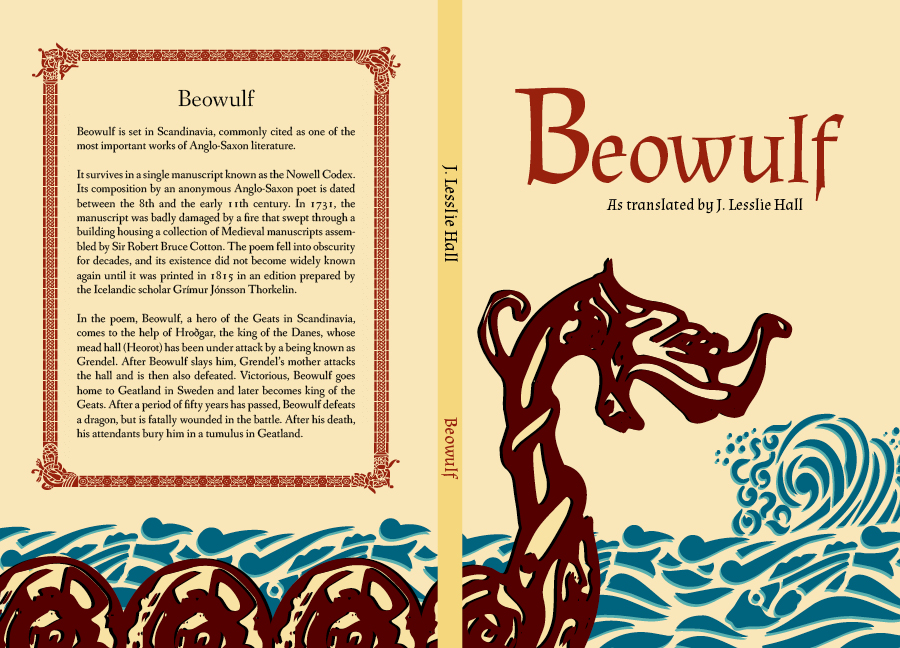 Beowulf
Beowulf is set in Scandinavia, commonly cited as one of the
most important works of Anglo-Saxon literature.
It survives in a single manuscript known as the Nowell Codex.
Its composition by an anonymous Anglo-Saxon poet is dated
between the 8th and the early 11th century. In 1731, the
manuscript was badly damaged by a fire that swept through a
building housing a collection of Medieval manuscripts assem-
bled by Sir Robert Bruce Cotton. The poem fell into obscurity
for decades, and its existence did not become widely known
again until it was printed in 1815 in an edition prepared by
the Icelandic scholar Grímur Jónsson Thorkelin.
In the poem, Beowulf, a hero of the Geats in Scandinavia,
comes to the help of Hroðgar, the king of the Danes, whose
mead hall (Heorot) has been under attack by a being known as
Grendel. After Beowulf slays him, Grendel's mother attacks
the hall and is then also defeated. Victorious, Beowulf goes
home to Geatland in Sweden and later becomes king of the
Geats. After a period of fifty years has passed, Beowulf defeats
a dragon, but is fatally wounded in the battle. After his death,
his attendants bury him in a tumulus in Geatland.
J. Lesslie Hall
Beowulf
Beowulf
As translated by J. Lesslie Hall